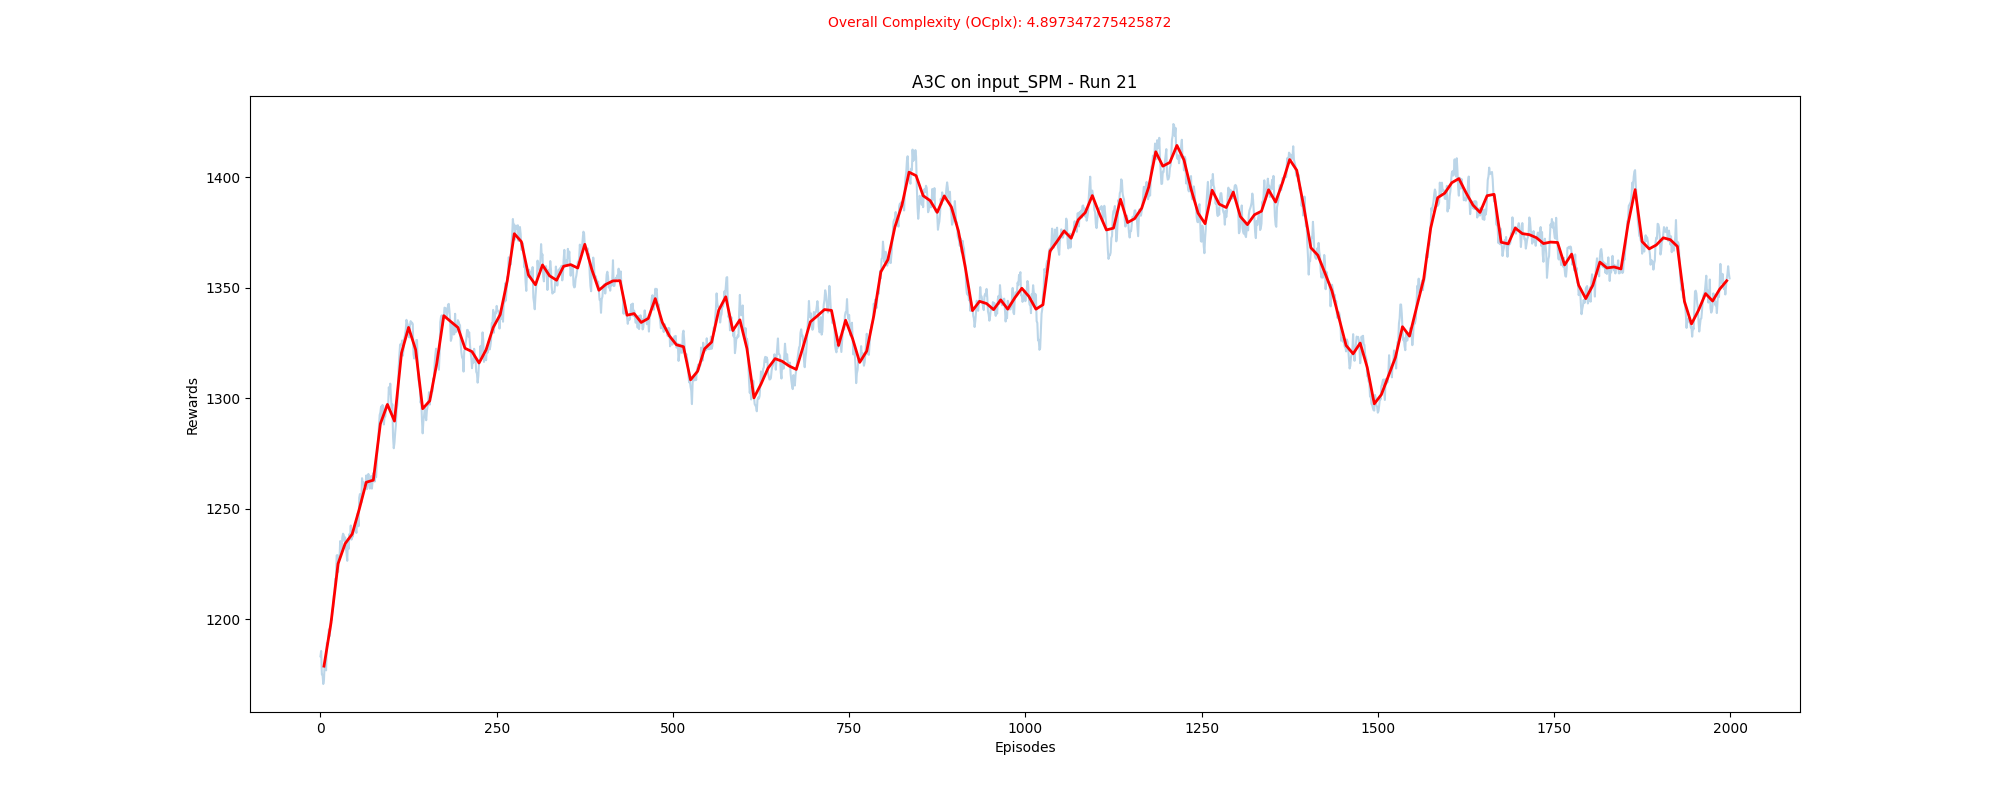 Overall Complexity (OCplx): 4.897347275425872
A3C on input_SPM - Run 21
Rewards
1400
1350
1300
1250
1200
0 250 500 750 1000 1250 1500 1750 2000
Episodes